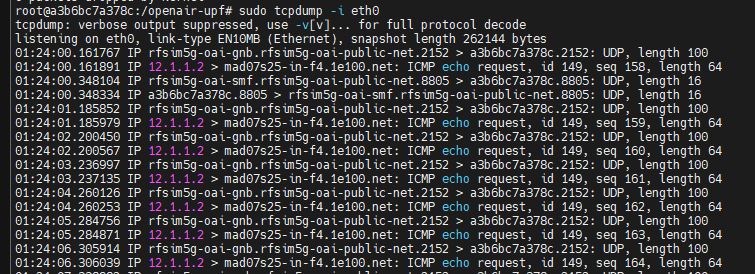 root@a3b6bc7a378c:/openair-upf# sudo tcpdump -i eth0
tcpdump: verbose output suppressed, use -v[v]... for full protocol decode
listening on eth0, link-type EN10MB (Ethernet), snapshot length 262144 bytes
01:24:00.161767 IP rfsim5g-oai-gnb.rfsim5g-oai-public-net.2152 > a3b6bc7a378c.2152: UDP, length 100
01:24:00.161891 IP 12.1.1.2 > mad07s25-in-f4.1e100.net: ICMP echo request, id 149, seq 158, length 64
01:24:00.348104 IP rfsim5g-oai-smf.rfsim5g-oai-public-net.8805 > a3b6bc7a378c.8805: UDP, length 16
01:24:00.348334 IP a3b6bc7a378c.8805 > rfsim5g-oai-smf.rfsim5g-oai-public-net.8805: UDP, length 16
01:24:01.185852 IP rfsim5g-oai-gnb.rfsim5g-oai-public-net.2152 > a3b6bc7a378c.2152: UDP, length 100
01:24:01.185979 IP 12.1.1.2 > mad07s25-in-f4.1e100.net: ICMP echo request, id 149, seq 159, length 64
01:24:02.200450 IP rfsim5g-oai-gnb.rfsim5g-oai-public-net.2152 > a3b6bc7a378c.2152: UDP, length 100
01:24:02.200567 IP 12.1.1.2 > mad07s25-in-f4.1e100.net: ICMP echo request, id 149, seq 160, length 64
01:24:03.236997 IP rfsim5g-oai-gnb.rfsim5g-oai-public-net.2152 > a3b6bc7a378c.2152: UDP, length 100
01:24:03.237135 IP 12.1.1.2 > mad07s25-in-f4.1e100.net: ICMP echo request, id 149, seq 161, length 64
01:24:04.260126 IP rfsim5g-oai-gnb.rfsim5g-oai-public-net.2152 > a3b6bc7a378c.2152: UDP, length 100
01:24:04.260253 IP 12.1.1.2 > mad07s25-in-f4.1e100.net: ICMP echo request, id 149, seq 162, length 64
01:24:05.284756 IP rfsim5g-oai-gnb.rfsim5g-oai-public-net.2152 > a3b6bc7a378c.2152: UDP, length 100
01:24:05.284871 IP 12.1.1.2 > mad07s25-in-f4.1e100.net: ICMP echo request, id 149, seq 163, length 64
01:24:06.305914 IP rfsim5g-oai-gnb.rfsim5g-oai-public-net.2152 > a3b6bc7a378c.2152: UDP, length 100
01:24:06.306039 IP 12.1.1.2 > mad07s25-in-f4.1e100.net: ICMP echo request, id 149, seq 164, length 64